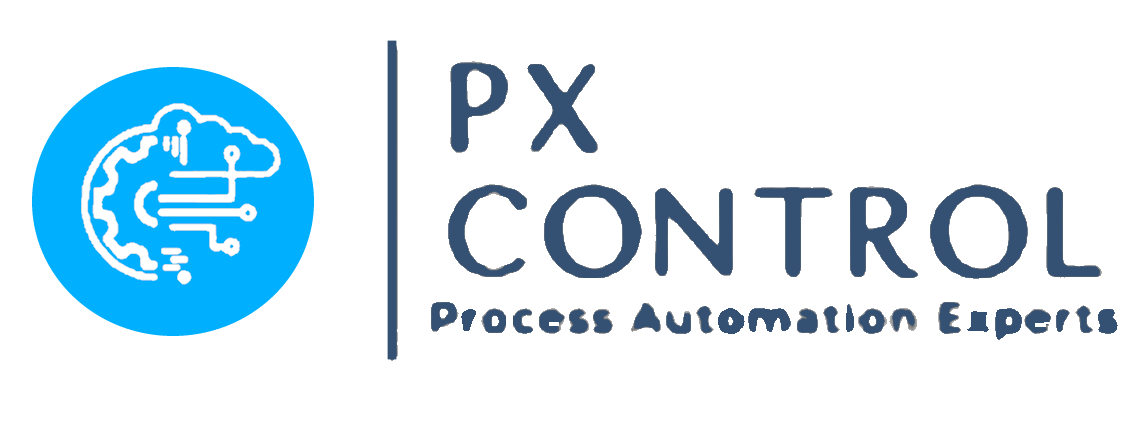 PX
CONTROL
Process Automation Experts